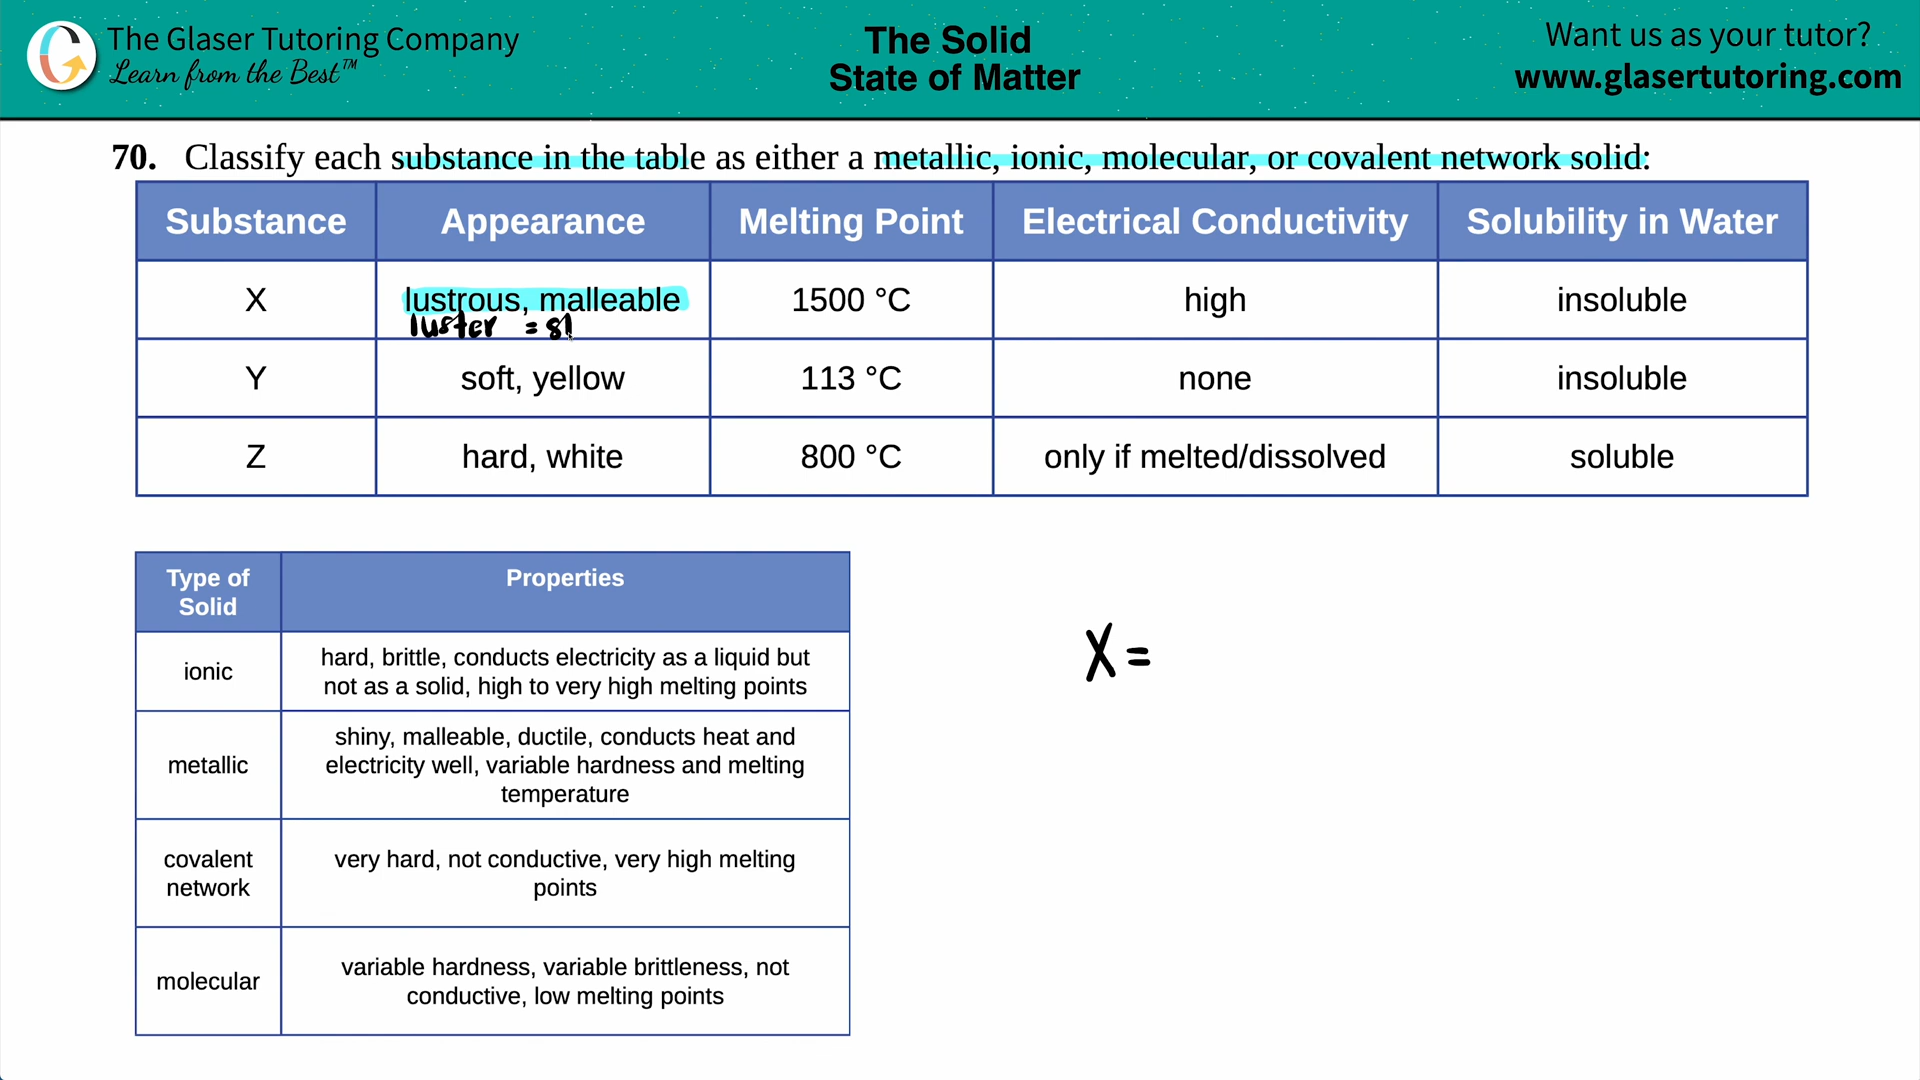 The Glaser Tutoring Company
Learn from the Best™
The Solid
State of Matter
Want us as your tutor?
www.glasertutoring.com
70. Classify each substance in the table as either a metallic, ionic, molecular, or covalent network solid:
Substance Appearance Melting Point Electrical Conductivity Solubility in Water
X lustrous, malleable 1500 °C high insoluble
luster =
Y soft, yellow 113 °C none insoluble
Z hard, white 800 °C only if melted/dissolved soluble
Type of Properties
Solid
ionic
hard, brittle, conducts electricity as a liquid but
not as a solid, high to very high melting points
metallic
shiny, malleable, ductile, conducts heat and
electricity well, variable hardness and melting
temperature
covalent
network
very hard, not conductive, very high melting
points
molecular
variable hardness, variable brittleness, not
conductive, low melting points
X =